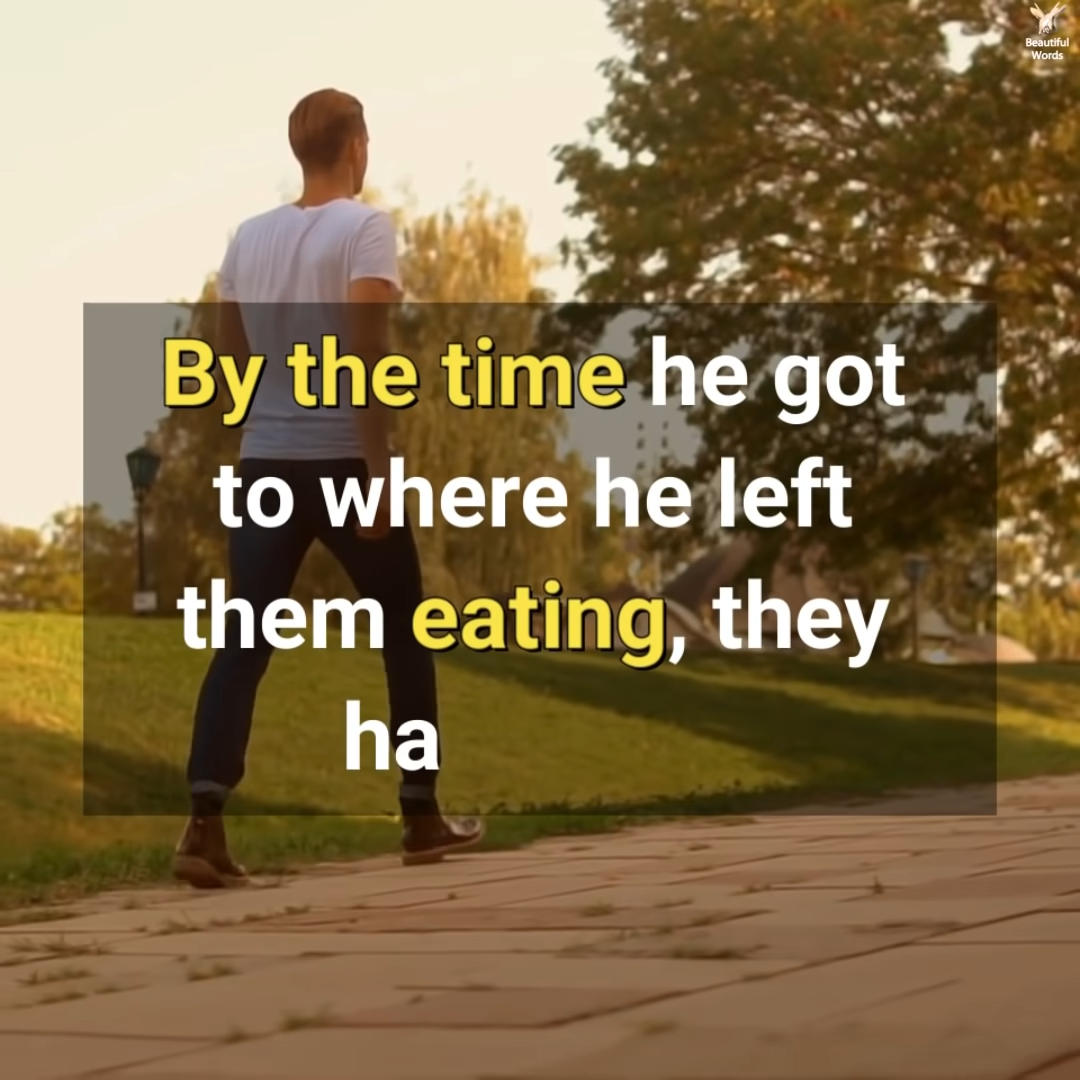 Beautiful
Words
By the time he got
to where he left
them eating, they
ha